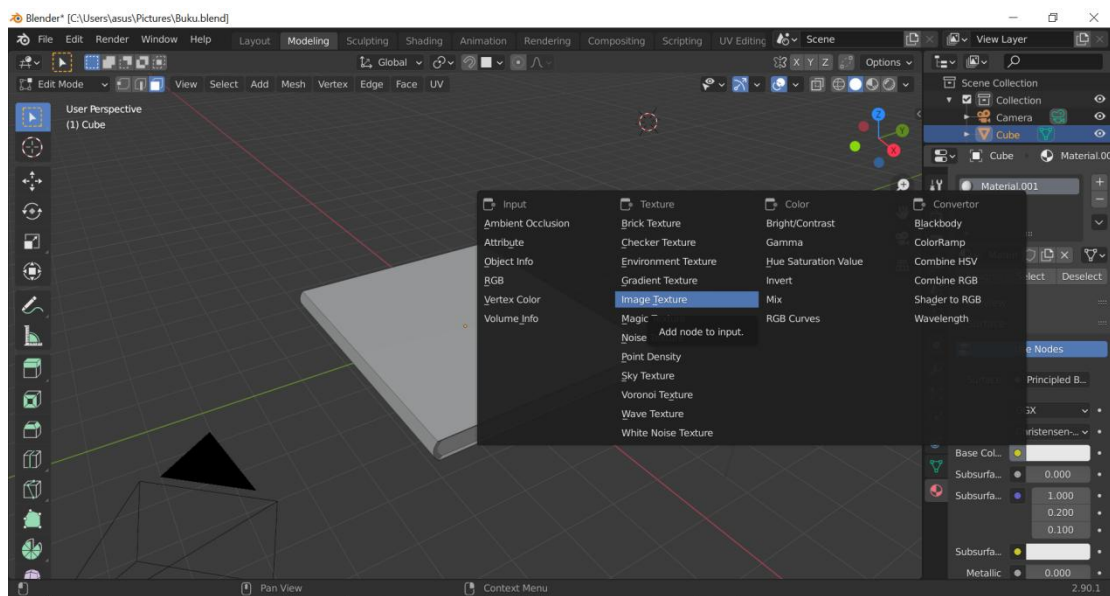 Blender* [C:\Users\asus\Pictures\Buku.blend]
File Edit Render Window Help Layout Modeling Sculpting Shading Animation Rendering Compositing Scripting UV Editing Scene View Layer
Global X Y Z Options
Edit Mode View Select Add Mesh Vertex Edge Face UV
User Perspective
(1) Cube
Z
Y
X
Scene Collection
Collection
Camera
Cube
Cube Material.00
Material.001
Input Texture Color Convertor
Ambient Occlusion Brick Texture Bright/Contrast Blackbody
Attribute Checker Texture Gamma ColorRamp
Object Info Environment Texture Hue Saturation Value Combine HSV
RGB Gradient Texture Invert Combine RGB
Vertex Color Image Texture Mix Shader to RGB
Volume Info Magic RGB Curves Wavelength
Noise
Add node to input.
Point Density
Sky Texture
Voronoi Texture
Wave Texture
White Noise Texture
Deselect
Nodes
Principled B...
Base Col...
Subsurfa... 0.000
Subsurfa... 1.000
0.200
0.100
Subsurfa...
Metallic 0.000
Pan View Context Menu 2.90.1